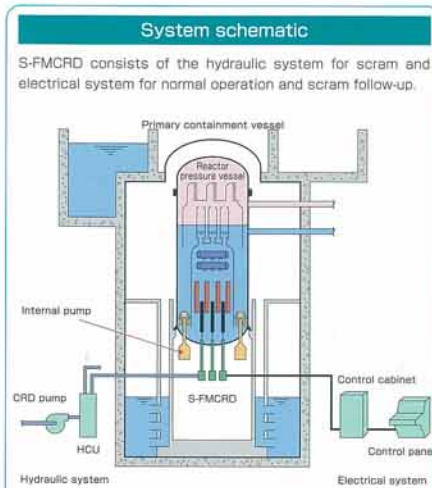 System schematic
S-FMCRD consists of the hydraulic system for scram and
electrical system for normal operation and scram follow-up.
Primary containment vessel
Reactor
pressure vessel
Internal pump
CRD pump
HCU
S-FMCRD
Control cabinet
Control pane
Hydraulic system
Electrical system